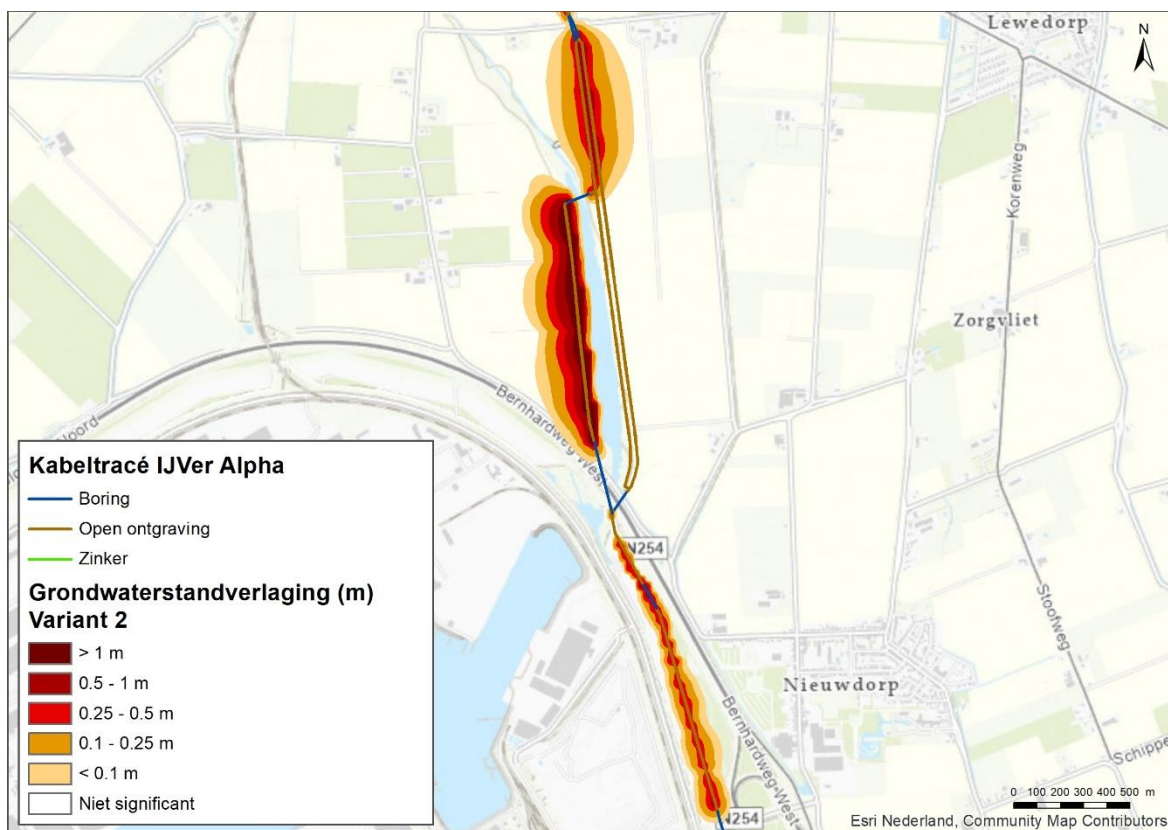 Lewedorp
N
Korenweg
Zorgvliet
Bernhardweg-West
Noord
N254
Stoofweg
Nieuwdorp
Bernhardweg-West
Schippe
N254
Kabeltracé IJVer Alpha
Boring
Open ontgraving
Zinker
Grondwaterstandverlaging (m)
Variant 2
> 1 m
0.5 - 1 m
0.25 - 0.5 m
0.1 - 0.25 m
< 0.1 m
Niet significant
0 100 200 300 400 500 m
Esri Nederland, Community Map Contributors